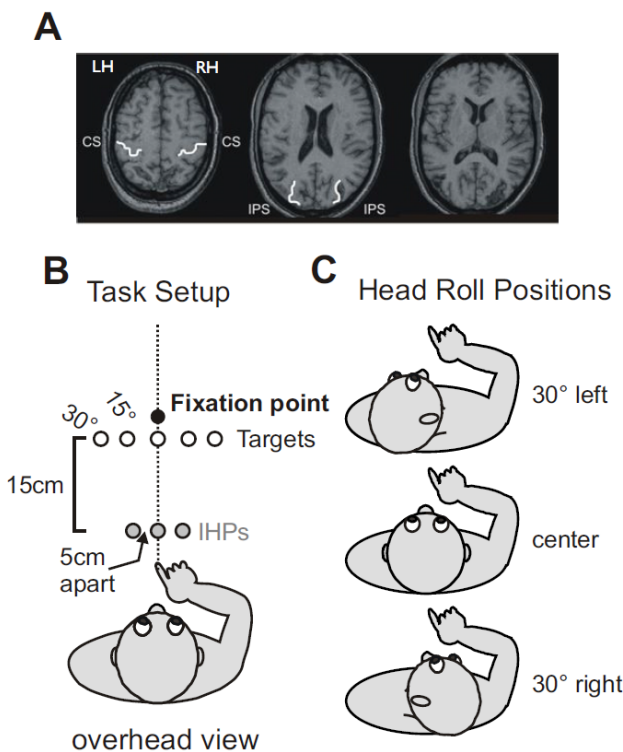 A
LH RH
CS CS
IPS IPS
B
Task Setup
30° 15°
Fixation point
Targets
15cm
IHPs
5cm
apart
overhead view
C
Head Roll Positions
30° left
center
30° right